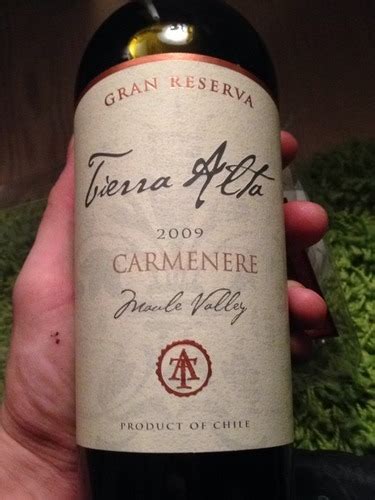 GRAN RESERVA
Tierra Alta
2009
CARMENERE
Maule Valley
TA
PRODUCT OF CHILE